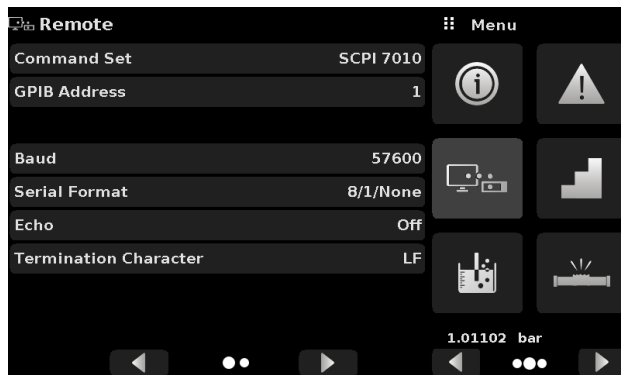 Remote
Command Set SCPI 7010
GPIB Address 1
Baud 57600
Serial Format 8/1/None
Echo Off
Termination Character LF
Menu
1.01102 bar